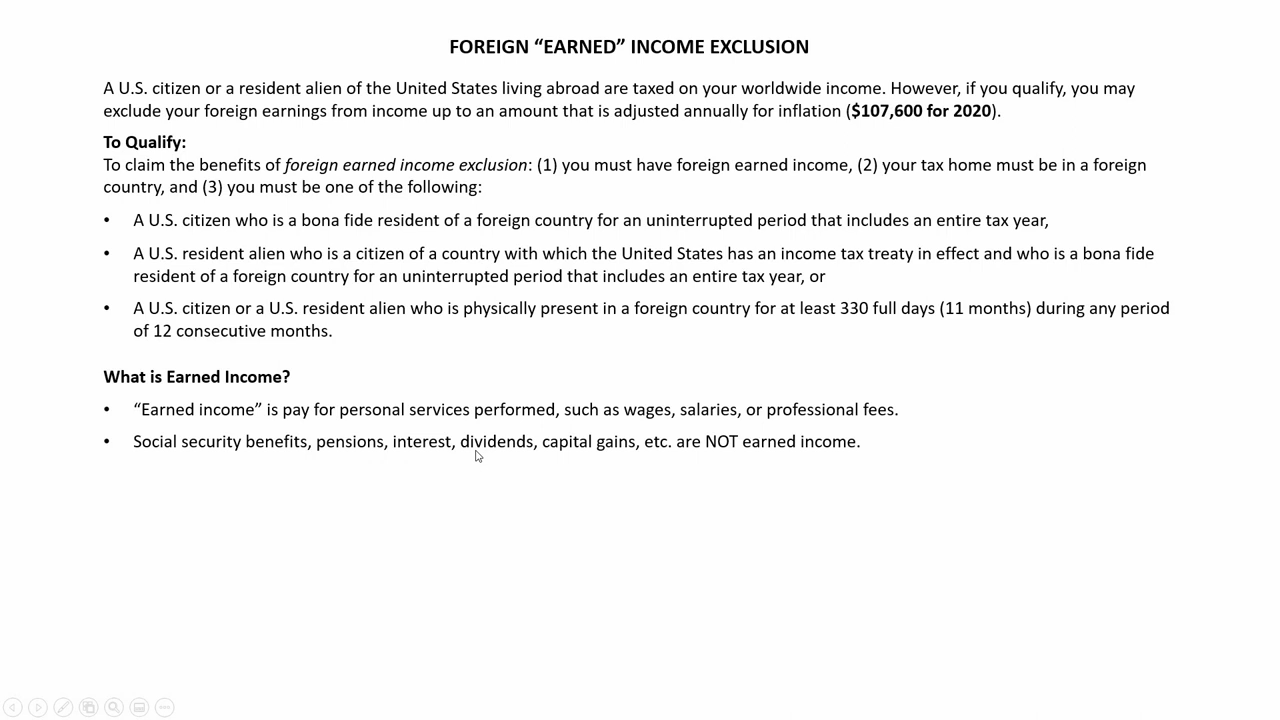 FOREIGN “EARNED” INCOME EXCLUSION
A U.S. citizen or a resident alien of the United States living abroad are taxed on your worldwide income. However, if you qualify, you may
exclude your foreign earnings from income up to an amount that is adjusted annually for inflation ($107,600 for 2020).
To Qualify:
To claim the benefits of foreign earned income exclusion: (1) you must have foreign earned income, (2) your tax home must be in a foreign
country, and (3) you must be one of the following:
• A U.S. citizen who is a bona fide resident of a foreign country for an uninterrupted period that includes an entire tax year,
• A U.S. resident alien who is a citizen of a country with which the United States has an income tax treaty in effect and who is a bona fide
resident of a foreign country for an uninterrupted period that includes an entire tax year, or
• A U.S. citizen or a U.S. resident alien who is physically present in a foreign country for at least 330 full days (11 months) during any period
of 12 consecutive months.
What is Earned Income?
• “Earned income” is pay for personal services performed, such as wages, salaries, or professional fees.
• Social security benefits, pensions, interest, dividends, capital gains, etc. are NOT earned income.